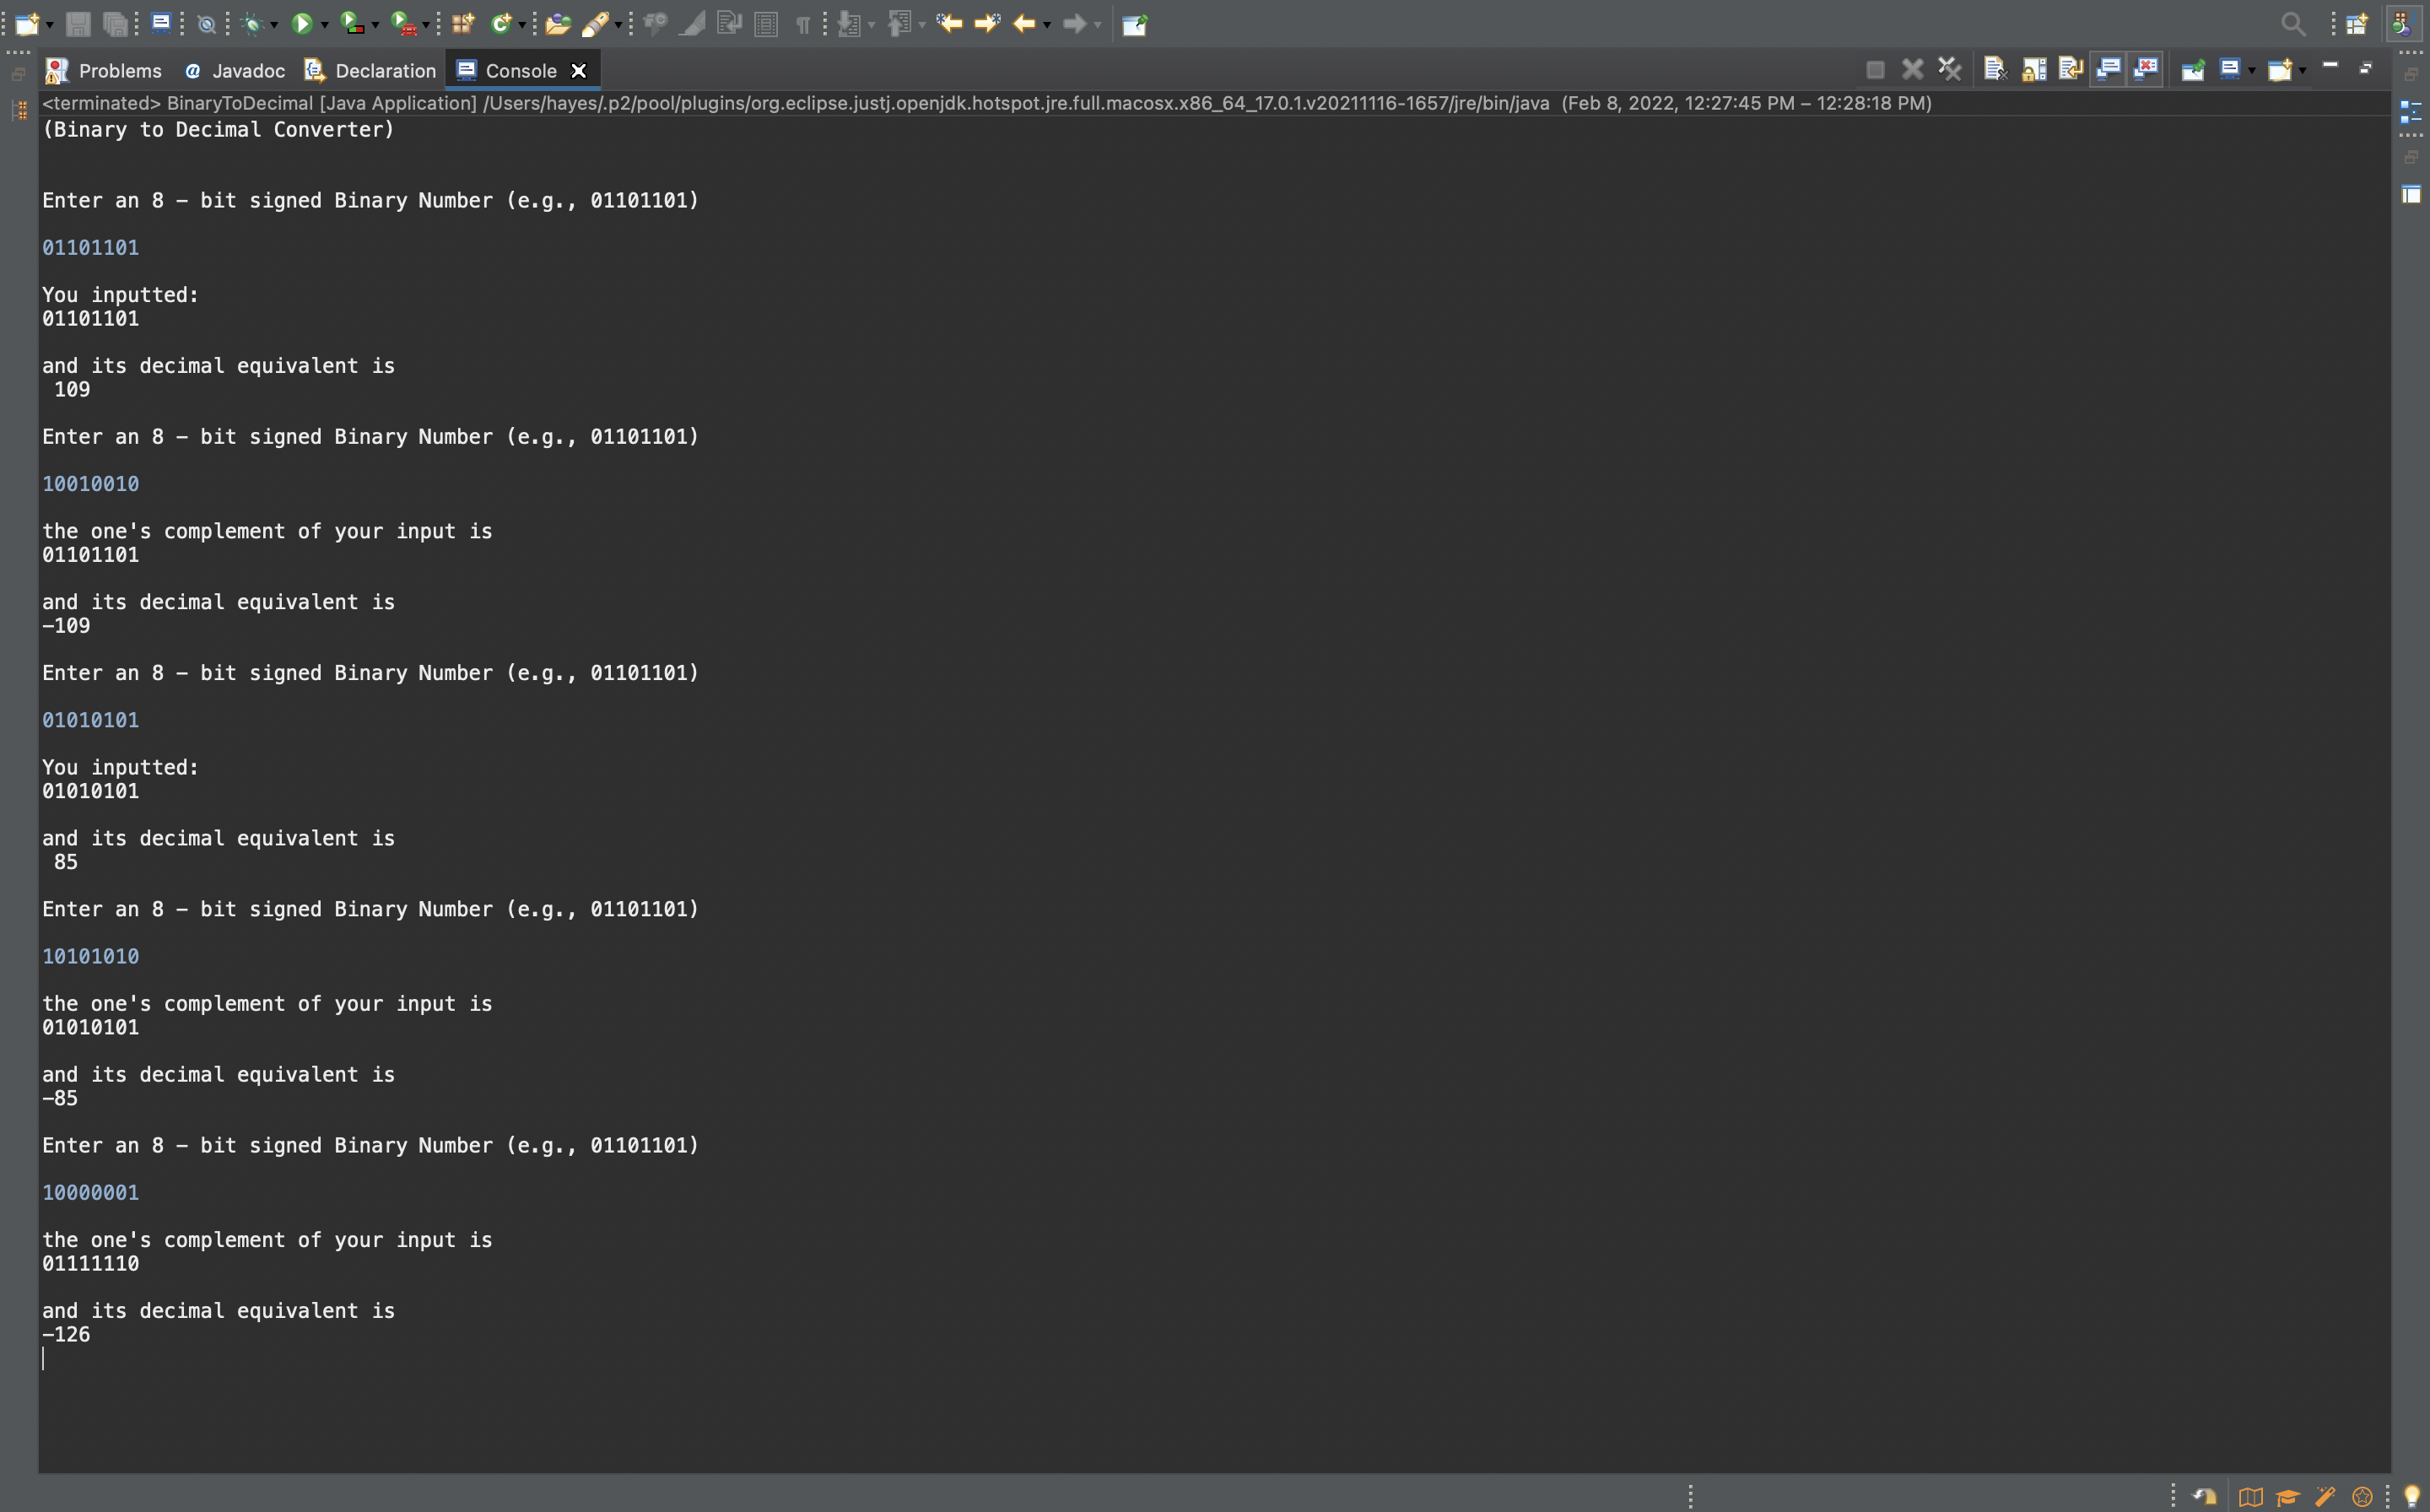 Problems @ Javadoc Declaration Console
<terminated> BinaryToDecimal [Java Application] /Users/hayes/.p2/pool/plugins/org.eclipse.justj.openjdk.hotspot.jre.full.macosx.x86_64_17.0.1.v20211116-1657/jre/bin/java (Feb 8, 2022, 12:27:45 PM – 12:28:18 PM)
(Binary to Decimal Converter)
Enter an 8 – bit signed Binary Number (e.g., 01101101)
01101101
You inputted:
01101101
and its decimal equivalent is
109
Enter an 8 – bit signed Binary Number (e.g., 01101101)
10010010
the one's complement of your input is
01101101
and its decimal equivalent is
-109
Enter an 8 – bit signed Binary Number (e.g., 01101101)
01010101
You inputted:
01010101
and its decimal equivalent is
85
Enter an 8 – bit signed Binary Number (e.g., 01101101)
10101010
the one's complement of your input is
01010101
and its decimal equivalent is
-85
Enter an 8 – bit signed Binary Number (e.g., 01101101)
10000001
the one's complement of your input is
01111110
and its decimal equivalent is
-126